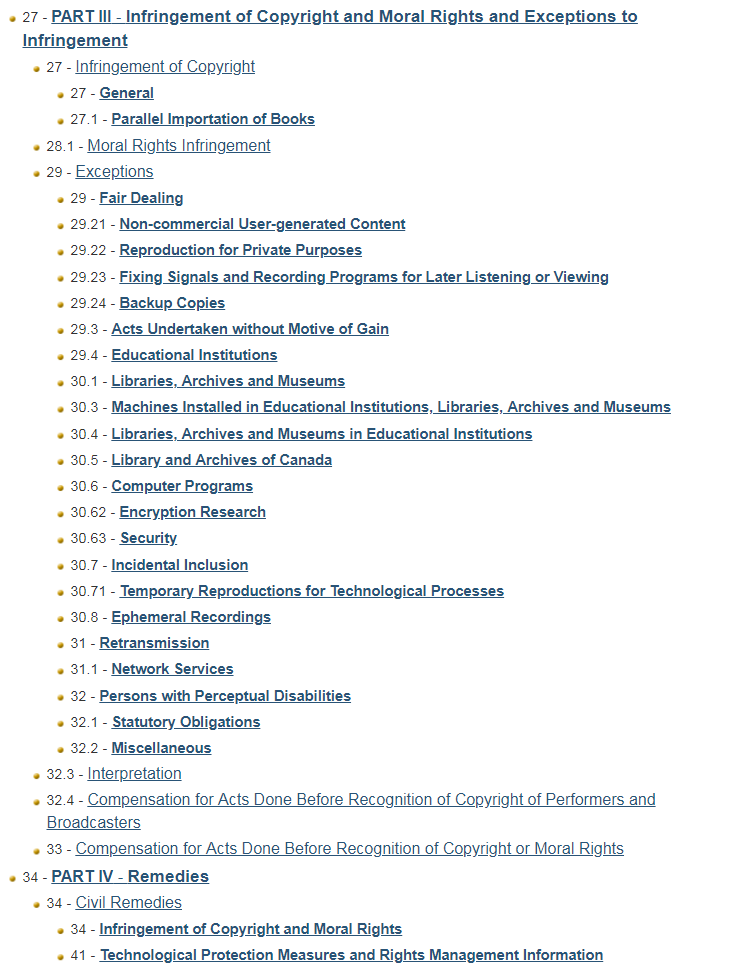 27 - PART III - Infringement of Copyright and Moral Rights and Exceptions to
Infringement
27 - Infringement of Copyright
27 - General
27.1 - Parallel Importation of Books
28.1 - Moral Rights Infringement
29 - Exceptions
29 - Fair Dealing
29.21 - Non-commercial User-generated Content
29.22 - Reproduction for Private Purposes
29.23 - Fixing Signals and Recording Programs for Later Listening or Viewing
29.24 - Backup Copies
29.3 - Acts Undertaken without Motive of Gain
29.4 - Educational Institutions
30.1 - Libraries, Archives and Museums
30.3 - Machines Installed in Educational Institutions, Libraries, Archives and Museums
30.4 - Libraries, Archives and Museums in Educational Institutions
30.5 - Library and Archives of Canada
30.6 - Computer Programs
30.62 - Encryption Research
30.63 - Security
30.7 - Incidental Inclusion
30.71 - Temporary Reproductions for Technological Processes
30.8 - Ephemeral Recordings
31 - Retransmission
31.1 - Network Services
32 - Persons with Perceptual Disabilities
32.1 - Statutory Obligations
32.2 - Miscellaneous
32.3 - Interpretation
32.4 - Compensation for Acts Done Before Recognition of Copyright of Performers and
Broadcasters
33 - Compensation for Acts Done Before Recognition of Copyright or Moral Rights
34 - PART IV - Remedies
34 - Civil Remedies
34 - Infringement of Copyright and Moral Rights
41 - Technological Protection Measures and Rights Management Information